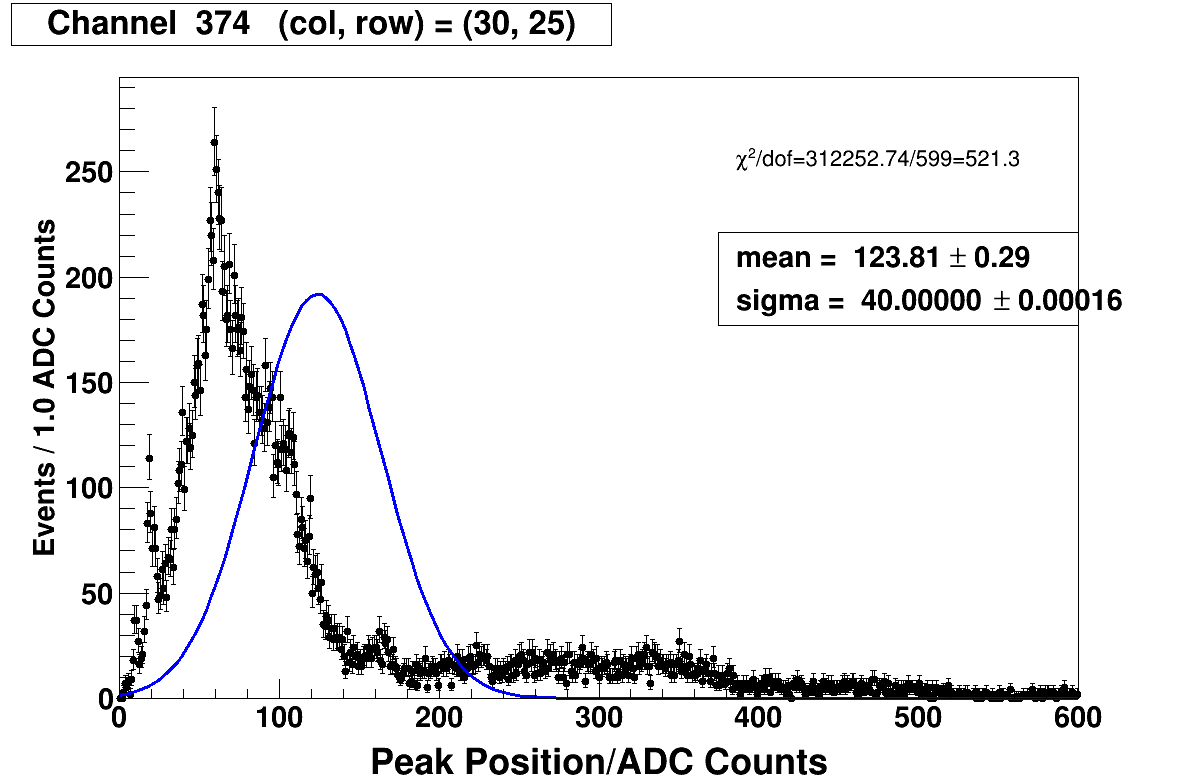 Channel 374 (col, row) = (30, 25)
χ²/dof=312252.74/599=521.3
mean = 123.81 ± 0.29
sigma = 40.00000 ± 0.00016
Events / 1.0 ADC Counts
250
200
150
100
50
0
0 100 200 300 400 500 600
Peak Position/ADC Counts